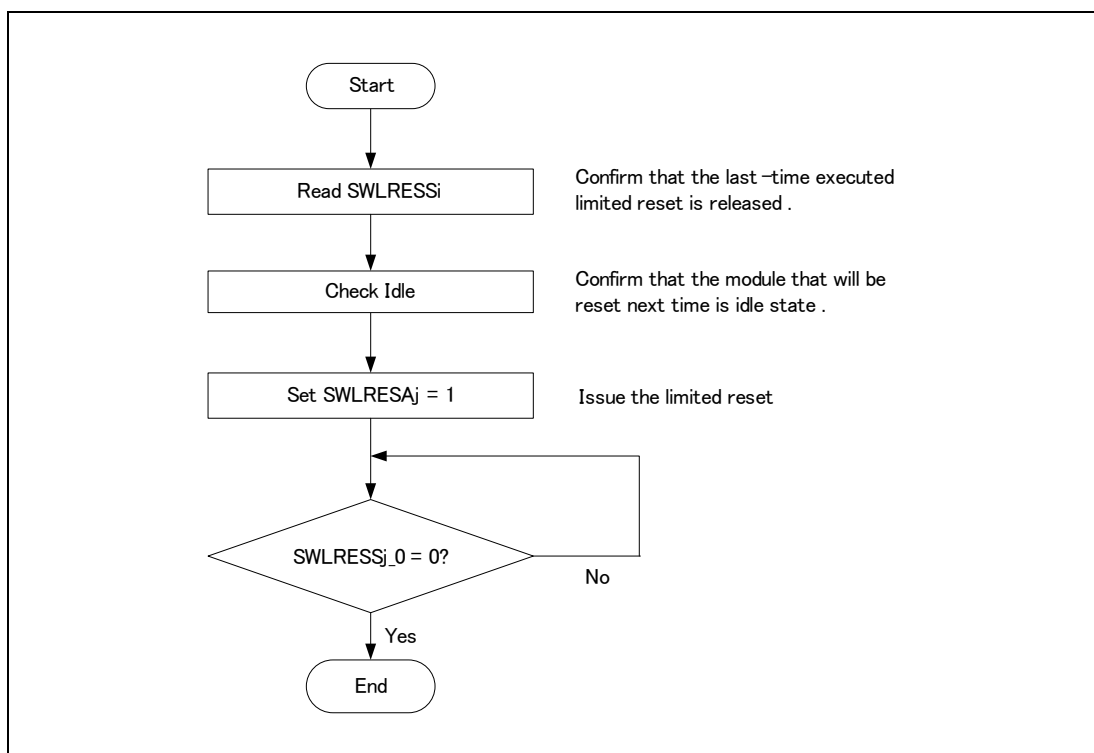 Start
Read SWLRESSi
Confirm that the last-time executed
limited reset is released .
Check Idle
Confirm that the module that will be
reset next time is idle state .
Set SWLRESAj = 1
Issue the limited reset
SWLRESSj_0 = 0?
No
Yes
End